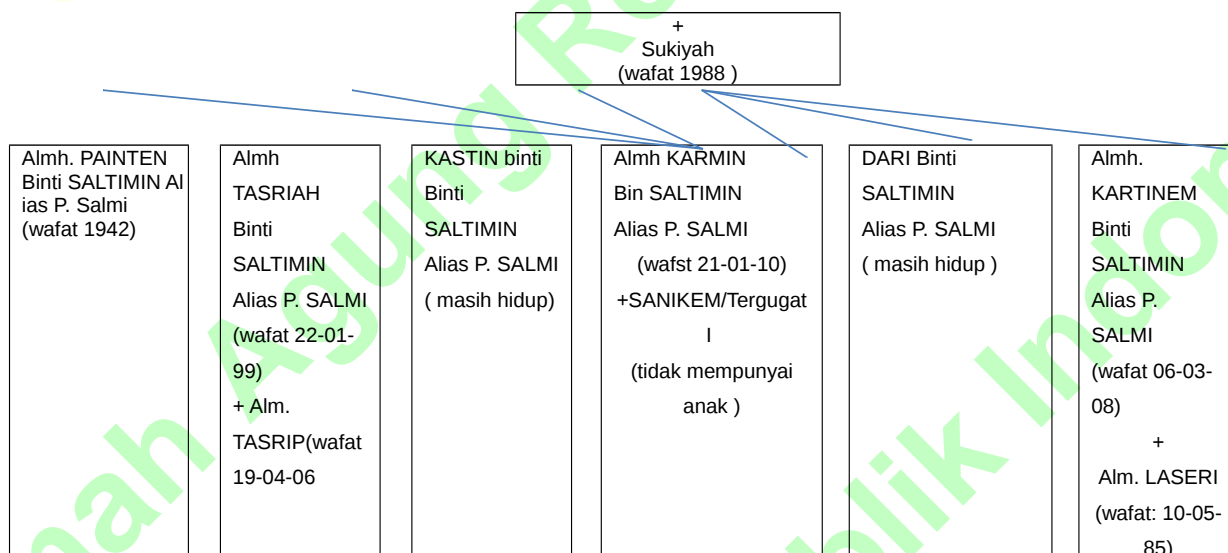 +
Sukiyah
(wafat 1988 )
Almh. PAINTEN
Binti SALTIMIN Al
ias P. Salmi
(wafat 1942)
Almh
TASRIAH
Binti
SALTIMIN
Alias P. SALMI
(wafat 22-01-
99)
+ Alm.
TASRIP(wafat
19-04-06
KASTIN binti
Binti
SALTIMIN
Alias P. SALMI
( masih hidup)
Almh KARMIN
Bin SALTIMIN
Alias P. SALMI
(wafst 21-01-10)
+SANIKEM/Tergugat
I
(tidak mempunyai
anak )
DARI Binti
SALTIMIN
Alias P. SALMI
( masih hidup )
Almh.
KARTINEM
Binti
SALTIMIN
Alias P.
SALMI
(wafat 06-03-
08)
+
Alm. LASERI
(wafat: 10-05-
85)